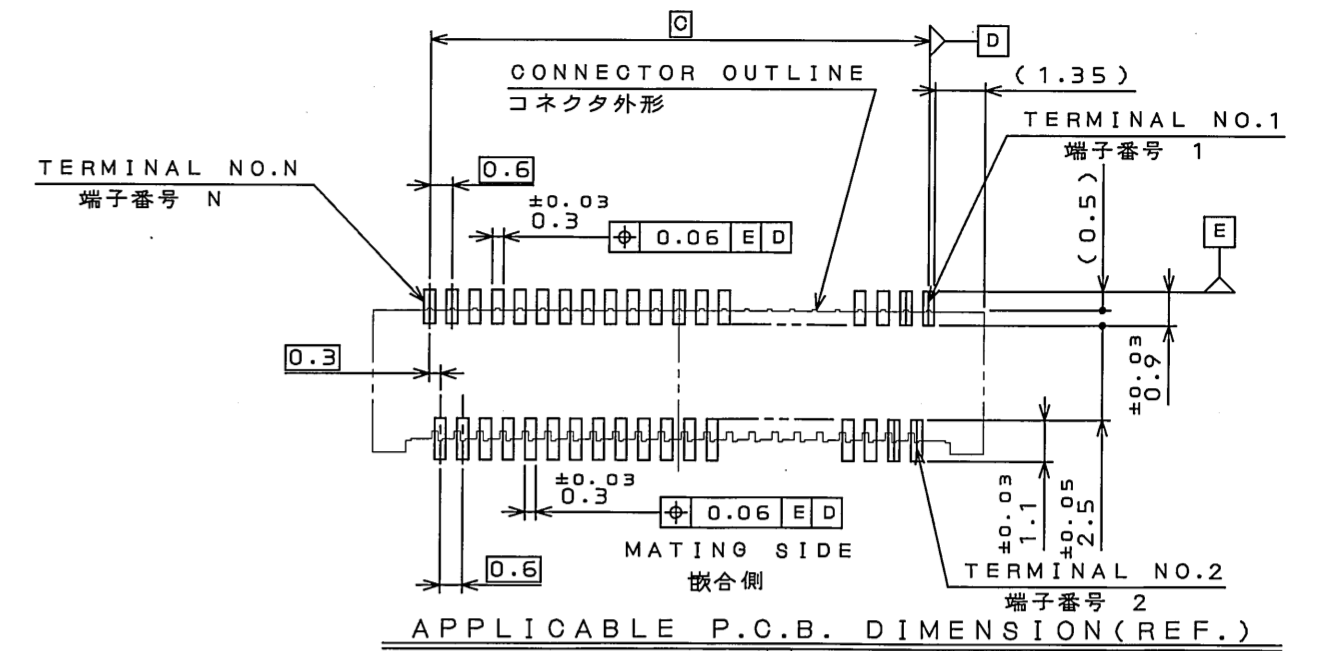 C
D
CONNECTOR OUTLINE
コネクタ外形
(1.35)
TERMINAL NO.1
端子番号 1
TERMINAL NO.N
端子番号 N
0.6
±0.03
0.3
⌖ 0.06 E D
(0.5)
E
0.3
±0.03
0.9
±0.03
0.3
⌖ 0.06 E D
±0.03
1.1
±0.05
2.5
MATING SIDE
嵌合側
0.6
TERMINAL NO.2
端子番号 2
APPLICABLE P.C.B. DIMENSION(REF.)